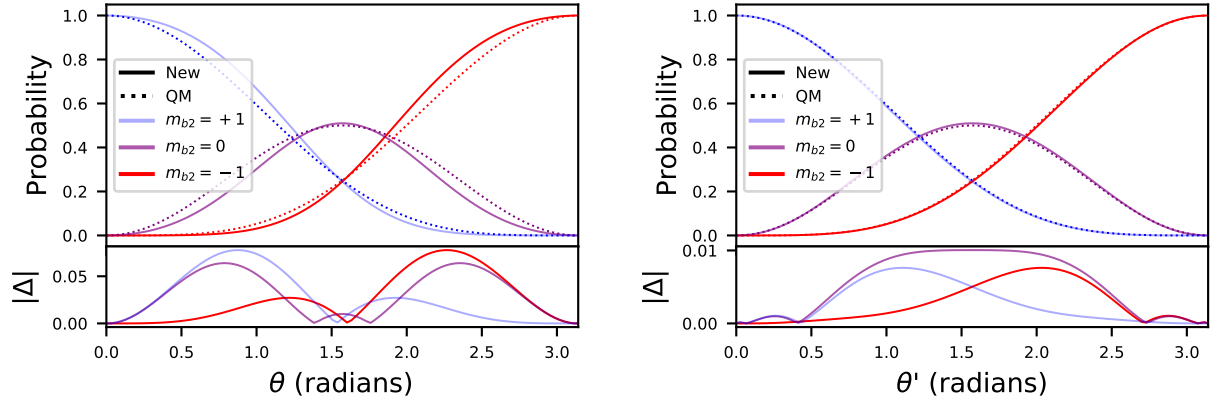 1.0
0.8
0.6
0.4
0.2
0.0
Probability
New
QM
m_{b2} = +1
m_{b2} = 0
m_{b2} = −1
0.05
0.00
|Δ|
0.0 0.5 1.0 1.5 2.0 2.5 3.0
θ (radians)
1.0
0.8
0.6
0.4
0.2
0.0
Probability
New
QM
m_{b2} = +1
m_{b2} = 0
m_{b2} = −1
0.01
0.00
|Δ|
0.0 0.5 1.0 1.5 2.0 2.5 3.0
θ' (radians)